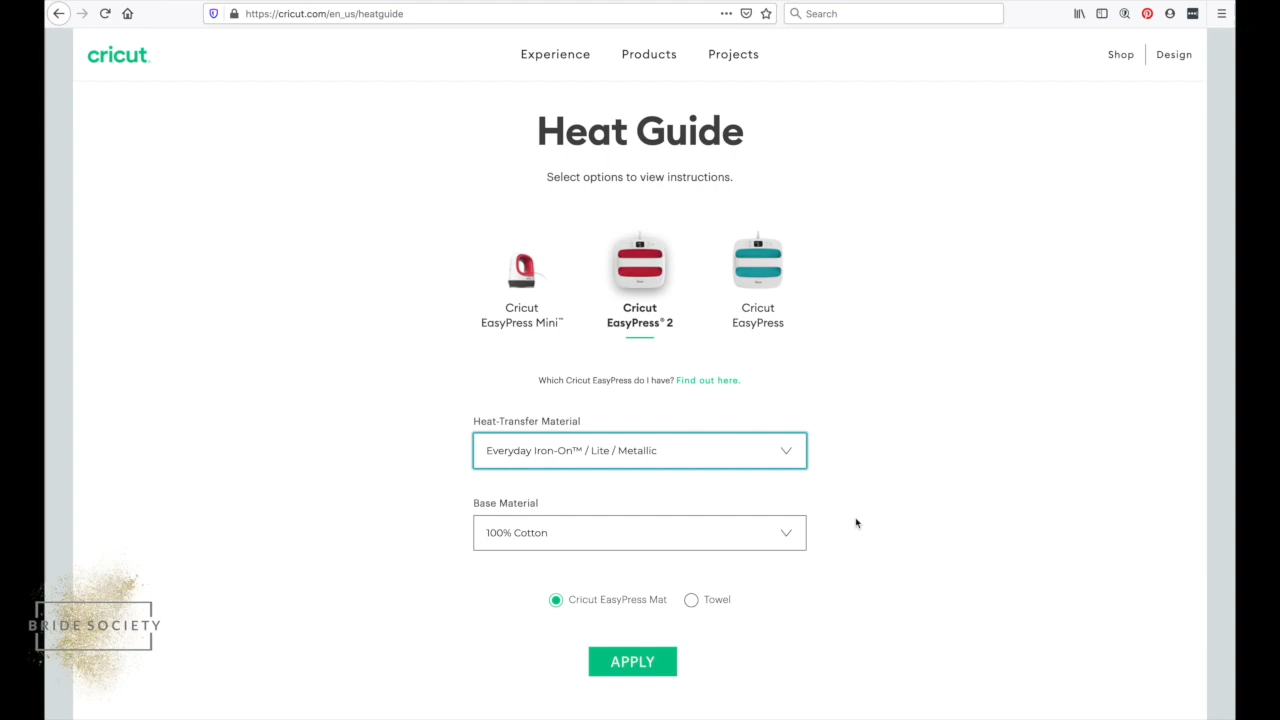 https://cricut.com/en_us/heatguide
Search
cricut
Experience
Products
Projects
Shop
Design
Heat Guide
Select options to view instructions.
Cricut
EasyPress Mini™
Cricut
EasyPress® 2
Cricut
EasyPress
Which Cricut EasyPress do I have? Find out here.
Heat-Transfer Material
Everyday Iron-On™ / Lite / Metallic
Base Material
100% Cotton
Cricut EasyPress Mat
Towel
APPLY
BRIDE SOCIETY